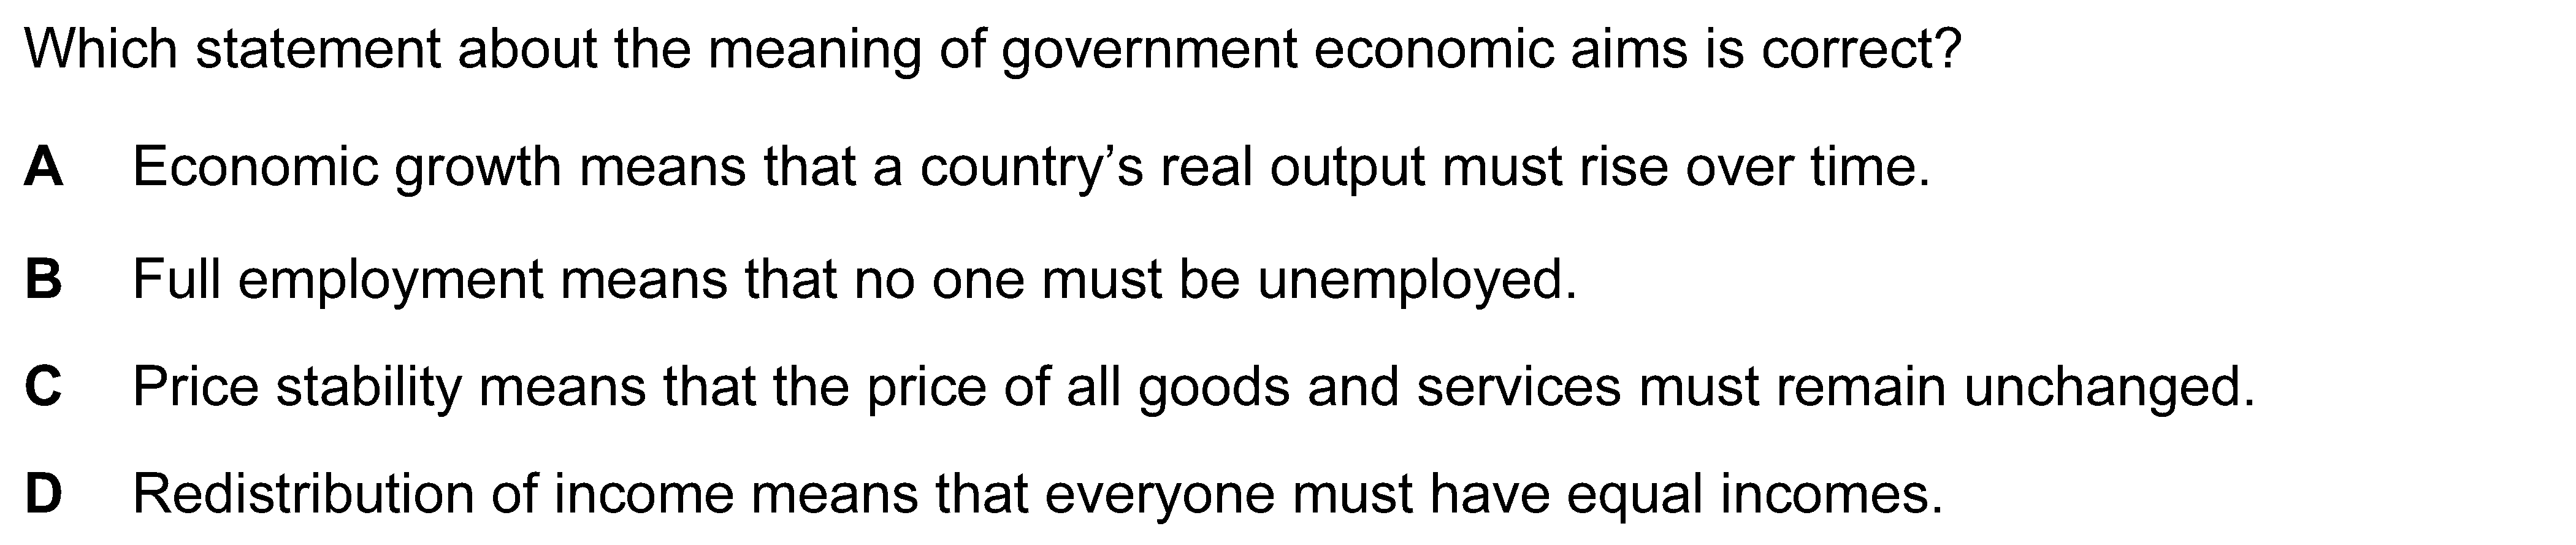 Which statement about the meaning of government economic aims is correct?
A Economic growth means that a country’s real output must rise over time.
B Full employment means that no one must be unemployed.
C Price stability means that the price of all goods and services must remain unchanged.
D Redistribution of income means that everyone must have equal incomes.